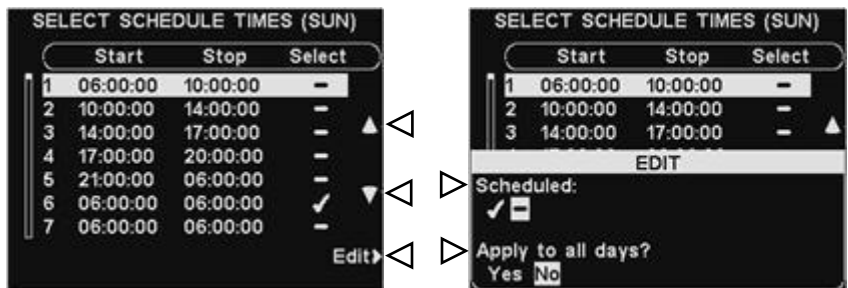 SELECT SCHEDULE TIMES (SUN)
Start Stop Select
1 06:00:00 10:00:00 –
2 10:00:00 14:00:00 –
3 14:00:00 17:00:00 –
4 17:00:00 20:00:00 –
5 21:00:00 06:00:00 –
6 06:00:00 06:00:00 ✓
7 06:00:00 06:00:00 –
Edit
SELECT SCHEDULE TIMES (SUN)
Start Stop Select
1 06:00:00 10:00:00 –
2 10:00:00 14:00:00 –
3 14:00:00 17:00:00 –
EDIT
Scheduled:
✓ –
Apply to all days?
Yes No